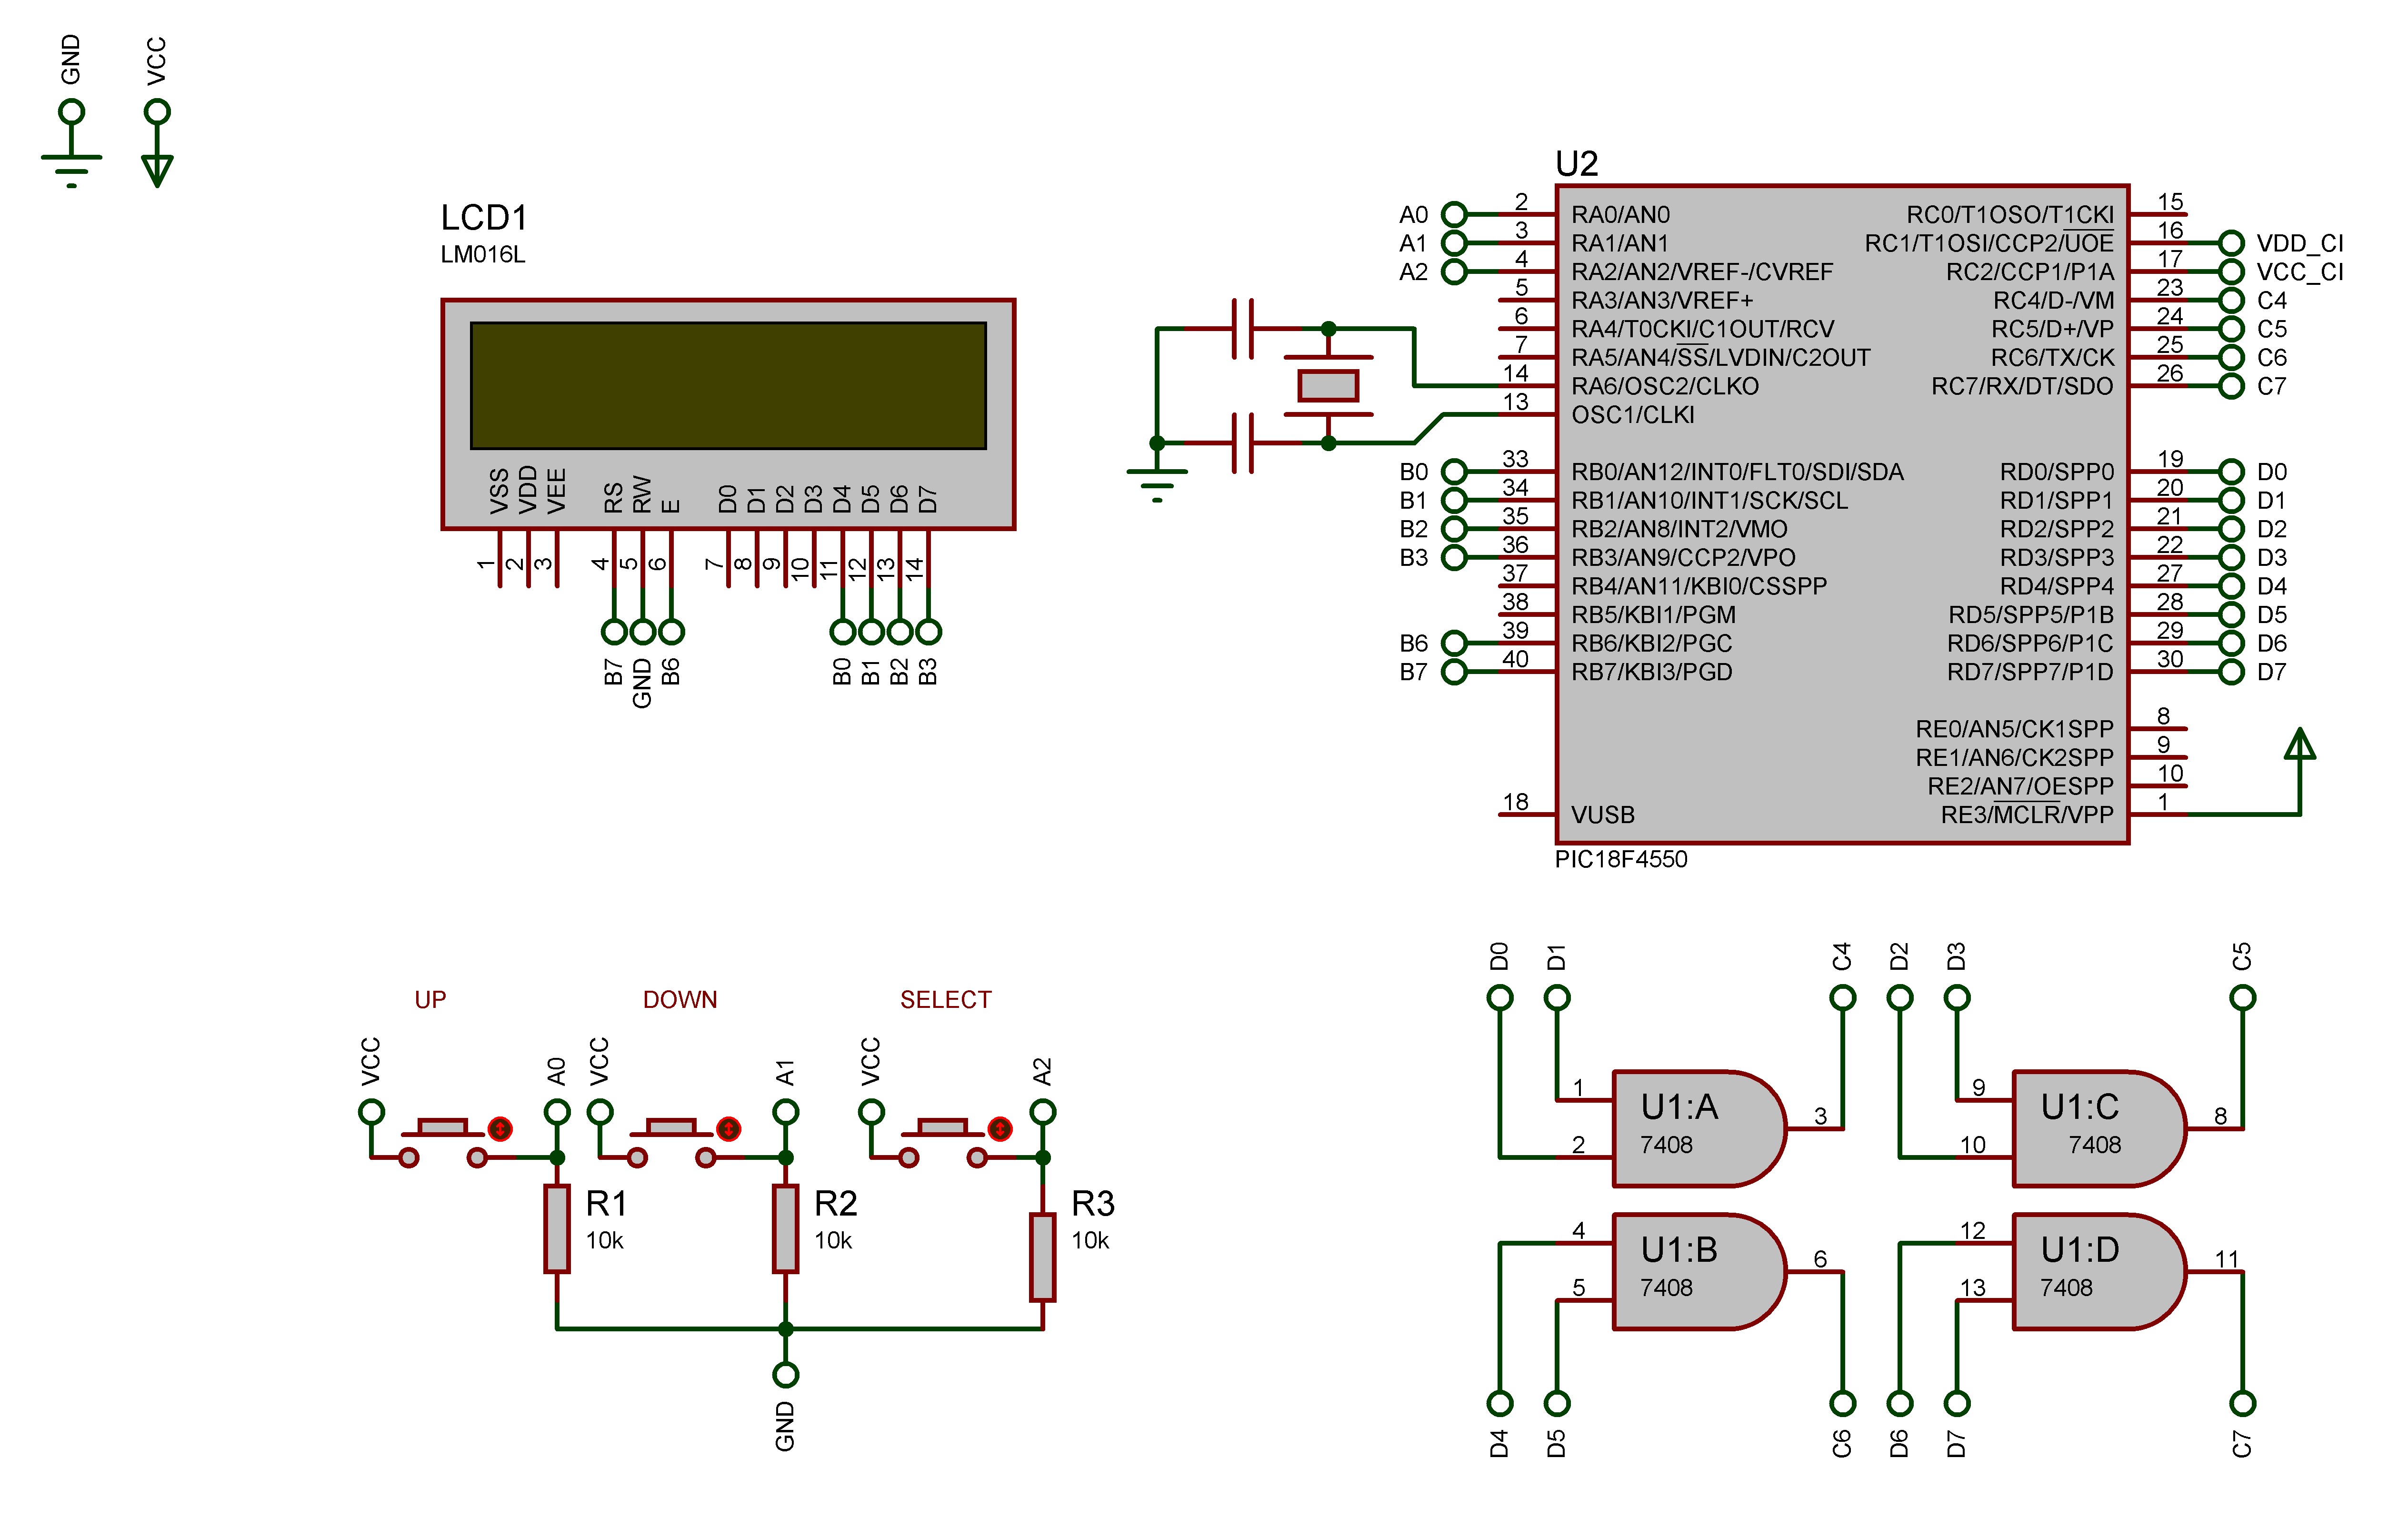 GND
VCC
LCD1
LM016L
VSS
VDD
VEE
RS
RW
E
D0
D1
D2
D3
D4
D5
D6
D7
1
2
3
4
5
6
7
8
9
10
11
12
13
14
B7
GND
B6
B0
B1
B2
B3
U2
A0 2 RA0/AN0
A1 3 RA1/AN1
A2 4 RA2/AN2/VREF-/CVREF
5 RA3/AN3/VREF+
6 RA4/T0CKI/C1OUT/RCV
7 RA5/AN4/SS/LVDIN/C2OUT
14 RA6/OSC2/CLKO
13 OSC1/CLKI
B0 33 RB0/AN12/INT0/FLT0/SDI/SDA
B1 34 RB1/AN10/INT1/SCK/SCL
B2 35 RB2/AN8/INT2/VMO
B3 36 RB3/AN9/CCP2/VPO
37 RB4/AN11/KBI0/CSSPP
38 RB5/KBI1/PGM
B6 39 RB6/KBI2/PGC
B7 40 RB7/KBI3/PGD
18 VUSB
RC0/T1OSO/T1CKI 15
RC1/T1OSI/CCP2/UOE 16 VDD_CI
RC2/CCP1/P1A 17 VCC_CI
RC4/D-/VM 23 C4
RC5/D+/VP 24 C5
RC6/TX/CK 25 C6
RC7/RX/DT/SDO 26 C7
RD0/SPP0 19 D0
RD1/SPP1 20 D1
RD2/SPP2 21 D2
RD3/SPP3 22 D3
RD4/SPP4 27 D4
RD5/SPP5/P1B 28 D5
RD6/SPP6/P1C 29 D6
RD7/SPP7/P1D 30 D7
RE0/AN5/CK1SPP 8
RE1/AN6/CK2SPP 9
RE2/AN7/OESPP 10
RE3/MCLR/VPP 1
PIC18F4550
UP
DOWN
SELECT
VCC
A0
VCC
A1
VCC
A2
R1
10k
R2
10k
R3
10k
GND
D0
D1
C4
D2
D3
C5
1
2
U1:A
7408
3
9
10
U1:C
7408
8
4
5
U1:B
7408
6
12
13
U1:D
7408
11
D4
D5
C6
D6
D7
C7